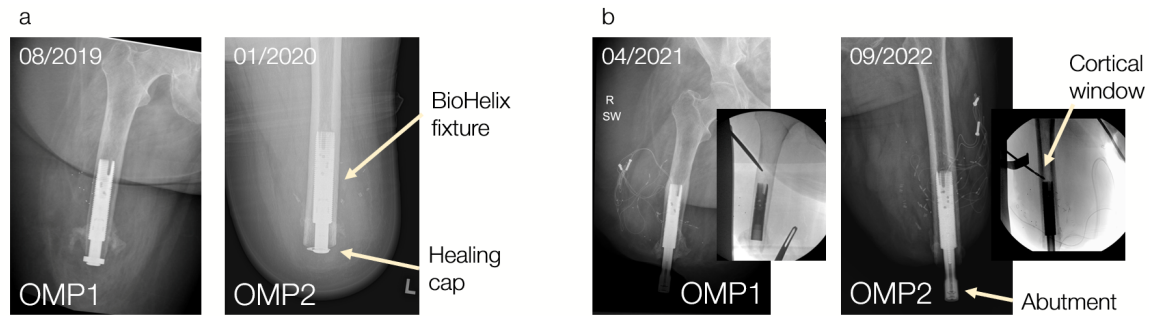 a
08/2019
OMP1
01/2020
OMP2
L
BioHelix
fixture
Healing
cap
b
04/2021
R
SW
OMP1
09/2022
OMP2
Cortical
window
Abutment